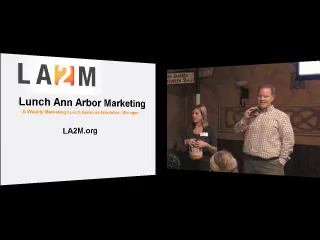 LA2M
Lunch Ann Arbor Marketing
A Weekly Marketing Lunch Series in Ann Arbor, Michigan
LA2M.org